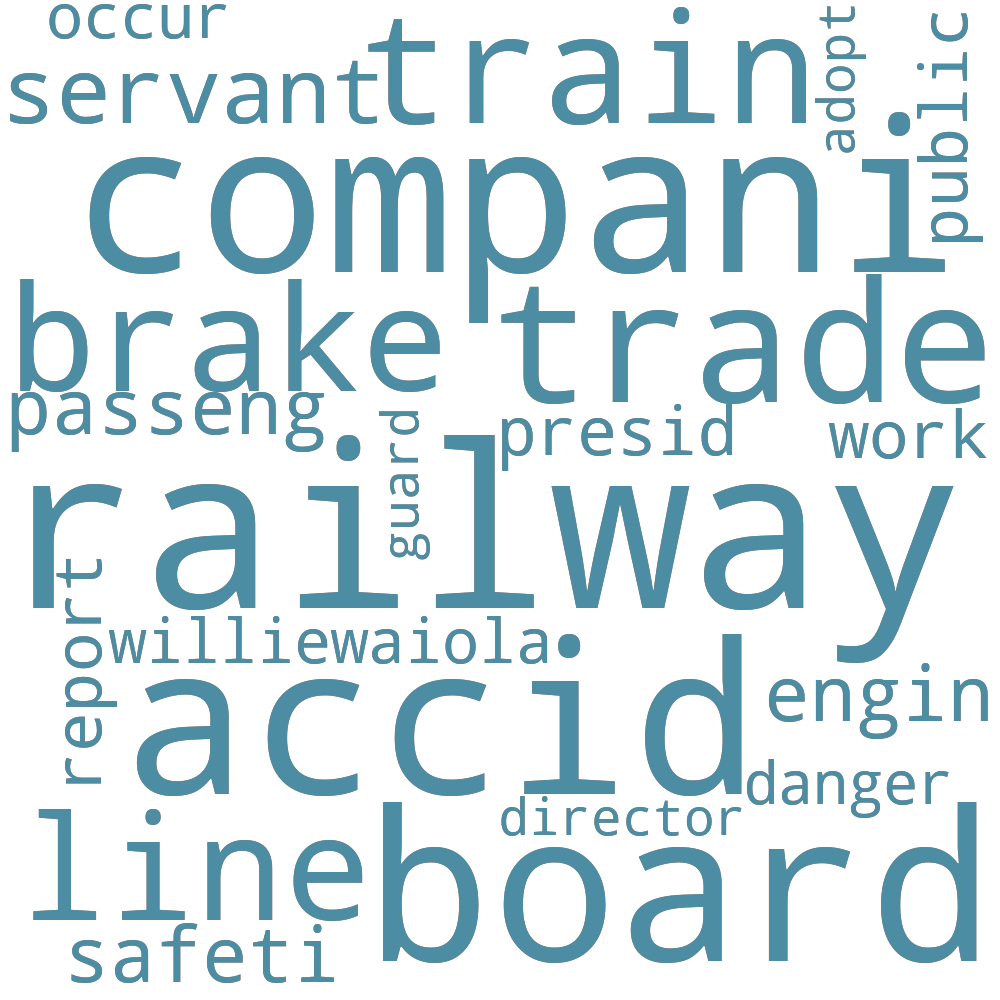 occur
servant
train
adopt
public
compani
brake
trade
passeng
guard
presid
work
railway
report
williewaiola
accid
engin
danger
director
line
board
safeti